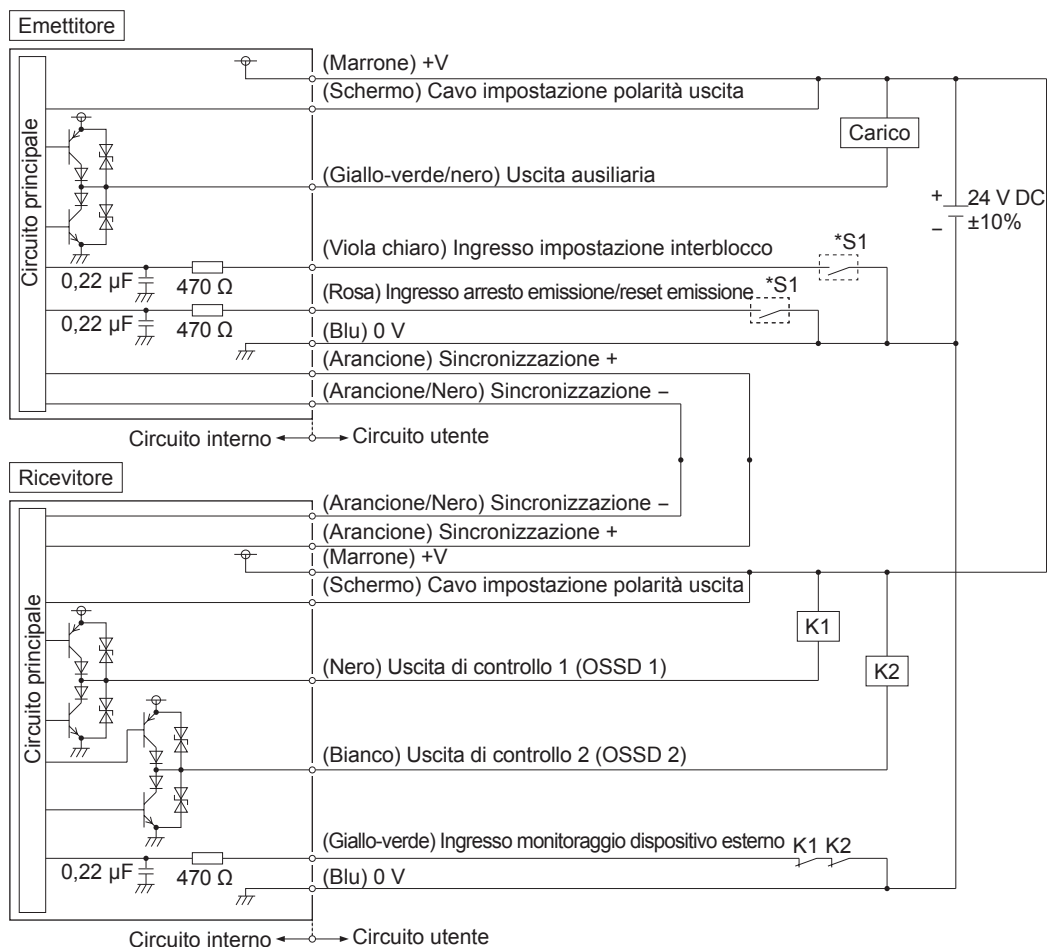 Emettitore
Circuito principale
(Marrone) +V
(Schermo) Cavo impostazione polarità uscita
Carico
(Giallo-verde/nero) Uscita ausiliaria
+
−
24 V DC
±10%
(Viola chiaro) Ingresso impostazione interblocco
*S1
0,22 µF
470 Ω
(Rosa) Ingresso arresto emissione/reset emissione
*S1
0,22 µF
470 Ω
(Blu) 0 V
(Arancione) Sincronizzazione +
(Arancione/Nero) Sincronizzazione −
Circuito interno
Circuito utente
Ricevitore
Circuito principale
(Arancione/Nero) Sincronizzazione −
(Arancione) Sincronizzazione +
(Marrone) +V
(Schermo) Cavo impostazione polarità uscita
K1
(Nero) Uscita di controllo 1 (OSSD 1)
K2
(Bianco) Uscita di controllo 2 (OSSD 2)
(Giallo-verde) Ingresso monitoraggio dispositivo esterno
K1 K2
0,22 µF
470 Ω
(Blu) 0 V
Circuito interno
Circuito utente